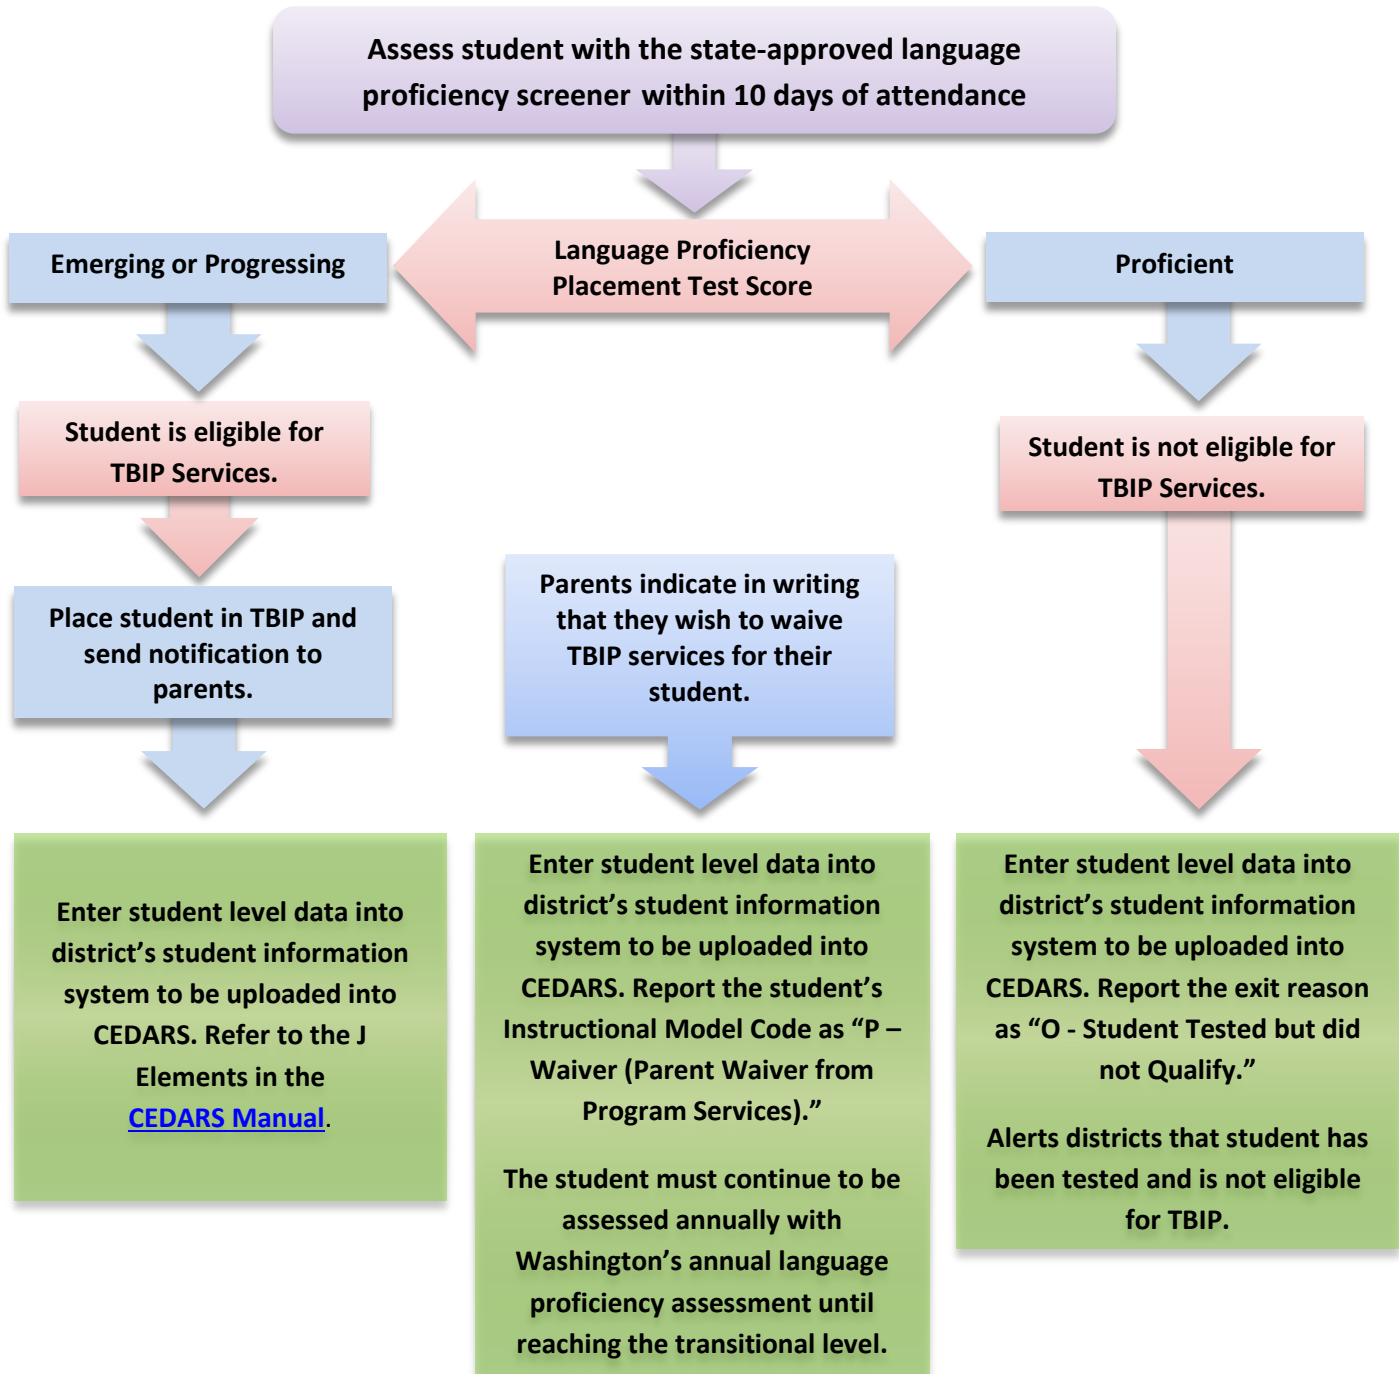 Assess student with the state-approved language
proficiency screener within 10 days of attendance
Language Proficiency
Placement Test Score
Emerging or Progressing
Proficient
Student is eligible for
TBIP Services.
Student is not eligible for
TBIP Services.
Place student in TBIP and
send notification to
parents.
Parents indicate in writing
that they wish to waive
TBIP services for their
student.
Enter student level data into
district’s student information
system to be uploaded into
CEDARS. Refer to the J
Elements in the
CEDARS Manual.
Enter student level data into
district’s student information
system to be uploaded into
CEDARS. Report the student’s
Instructional Model Code as “P –
Waiver (Parent Waiver from
Program Services).”
The student must continue to be
assessed annually with
Washington’s annual language
proficiency assessment until
reaching the transitional level.
Enter student level data into
district’s student information
system to be uploaded into
CEDARS. Report the exit reason
as “O - Student Tested but did
not Qualify.”
Alerts districts that student has
been tested and is not eligible
for TBIP.